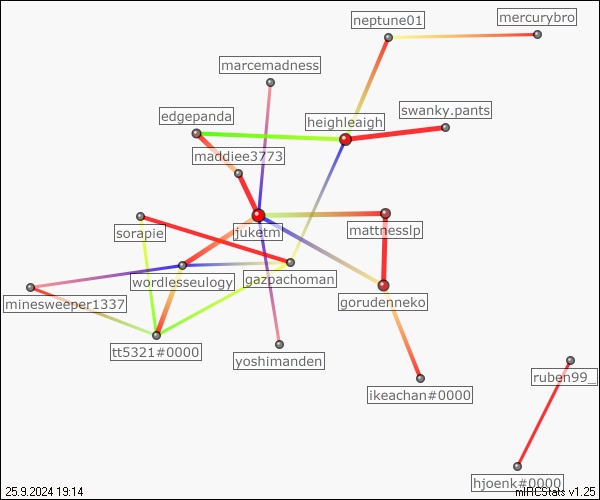 neptune01
mercurybro
marcemadness
swanky.pants
edgepanda
heighleaigh
maddiee3773
sorapie
juketm
mattnesslp
wordlesseulogy
gazpachoman
minesweeper1337
gorudenneko
tt5321#0000
yoshimanden
ruben99_
ikeachan#0000
hjoenk#0000
25.9.2024 19:14
mIRCStats v1.25